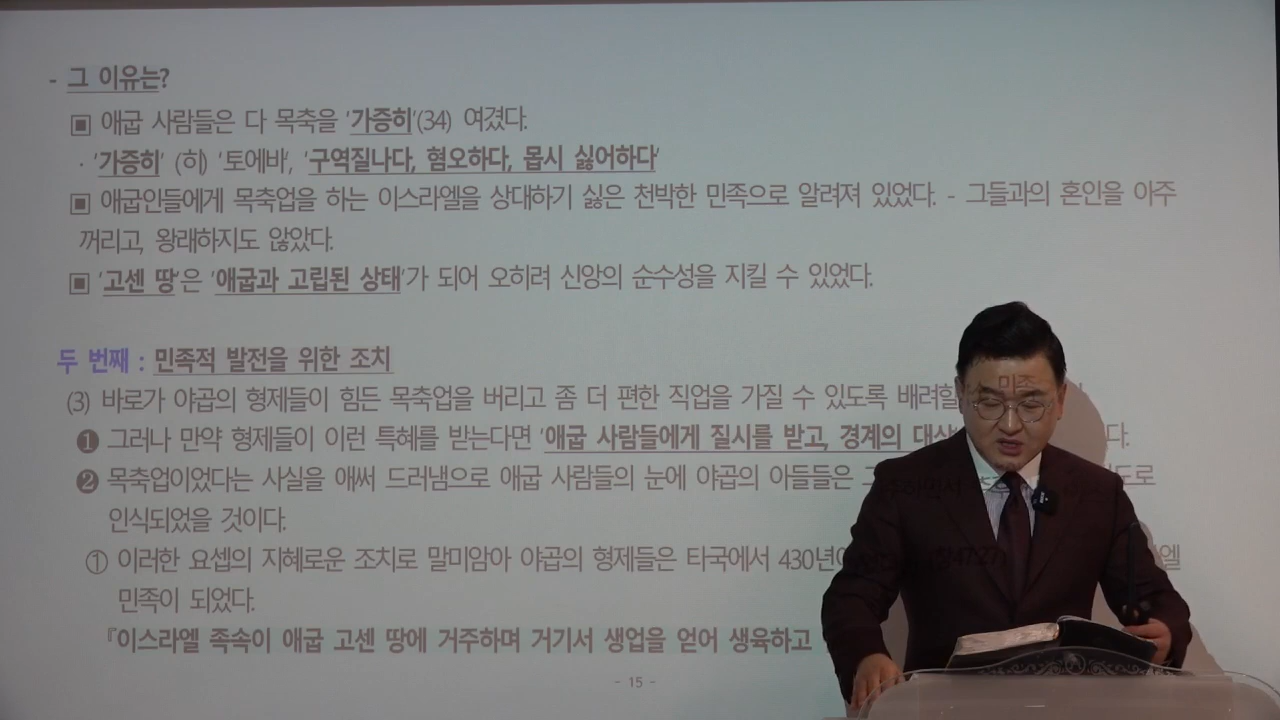 - 그 이유는?
▣ 애굽 사람들은 다 목축을 '가증히'(34) 여겼다.
· '가증히' (히) '토에바', '구역질나다, 혐오하다, 몹시 싫어하다'
▣ 애굽인들에게 목축업을 하는 이스라엘을 상대하기 싫은 천박한 민족으로 알려져 있었다. - 그들과의 혼인을 아주
꺼리고, 왕래하지도 않았다.
▣ '고센 땅'은 '애굽과 고립된 상태'가 되어 오히려 신앙의 순수성을 지킬 수 있었다.
두 번째 : 민족적 발전을 위한 조치
(3) 바로가 야곱의 형제들이 힘든 목축업을 버리고 좀 더 편한 직업을 가질 수 있도록 배려할
❶ 그러나 만약 형제들이 이런 특혜를 받는다면 '애굽 사람들에게 질시를 받고, 경계의 대상' 다.
❷ 목축업이었다는 사실을 애써 드러냄으로 애굽 사람들의 눈에 야곱의 아들들은
인식되었을 것이다.
① 이러한 요셉의 지혜로운 조치로 말미암아 야곱의 형제들은 타국에서 430년
민족이 되었다.
『이스라엘 족속이 애굽 고센 땅에 거주하며 거기서 생업을 얻어 생육하고
- 15 -